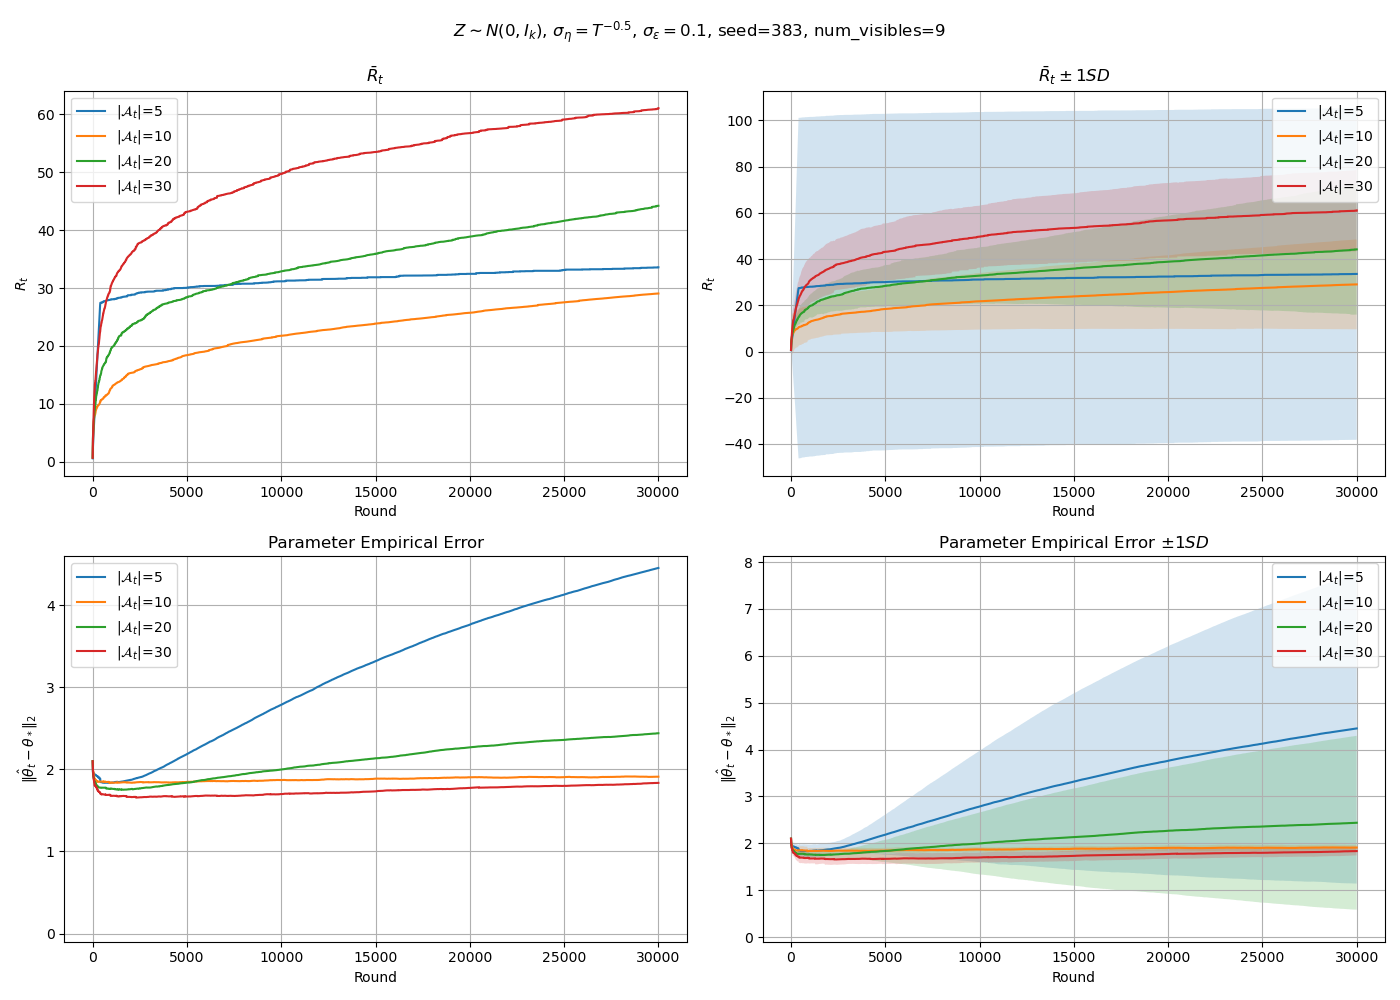 Z ∼ N(0, I_k), σ_η = T^{−0.5}, σ_ε = 0.1, seed=383, num_visibles=9
R̄_t
R_t
60
50
40
30
20
10
0
|𝒜_t|=5
|𝒜_t|=10
|𝒜_t|=20
|𝒜_t|=30
0 5000 10000 15000 20000 25000 30000
Round
R̄_t ± 1SD
R_t
100
80
60
40
20
0
−20
−40
|𝒜_t|=5
|𝒜_t|=10
|𝒜_t|=20
|𝒜_t|=30
0 5000 10000 15000 20000 25000 30000
Round
Parameter Empirical Error
‖θ̂_t − θ_*‖_2
4
3
2
1
0
|𝒜_t|=5
|𝒜_t|=10
|𝒜_t|=20
|𝒜_t|=30
0 5000 10000 15000 20000 25000 30000
Round
Parameter Empirical Error ±1SD
‖θ̂_t − θ_*‖_2
8
7
6
5
4
3
2
1
0
|𝒜_t|=5
|𝒜_t|=10
|𝒜_t|=20
|𝒜_t|=30
0 5000 10000 15000 20000 25000 30000
Round